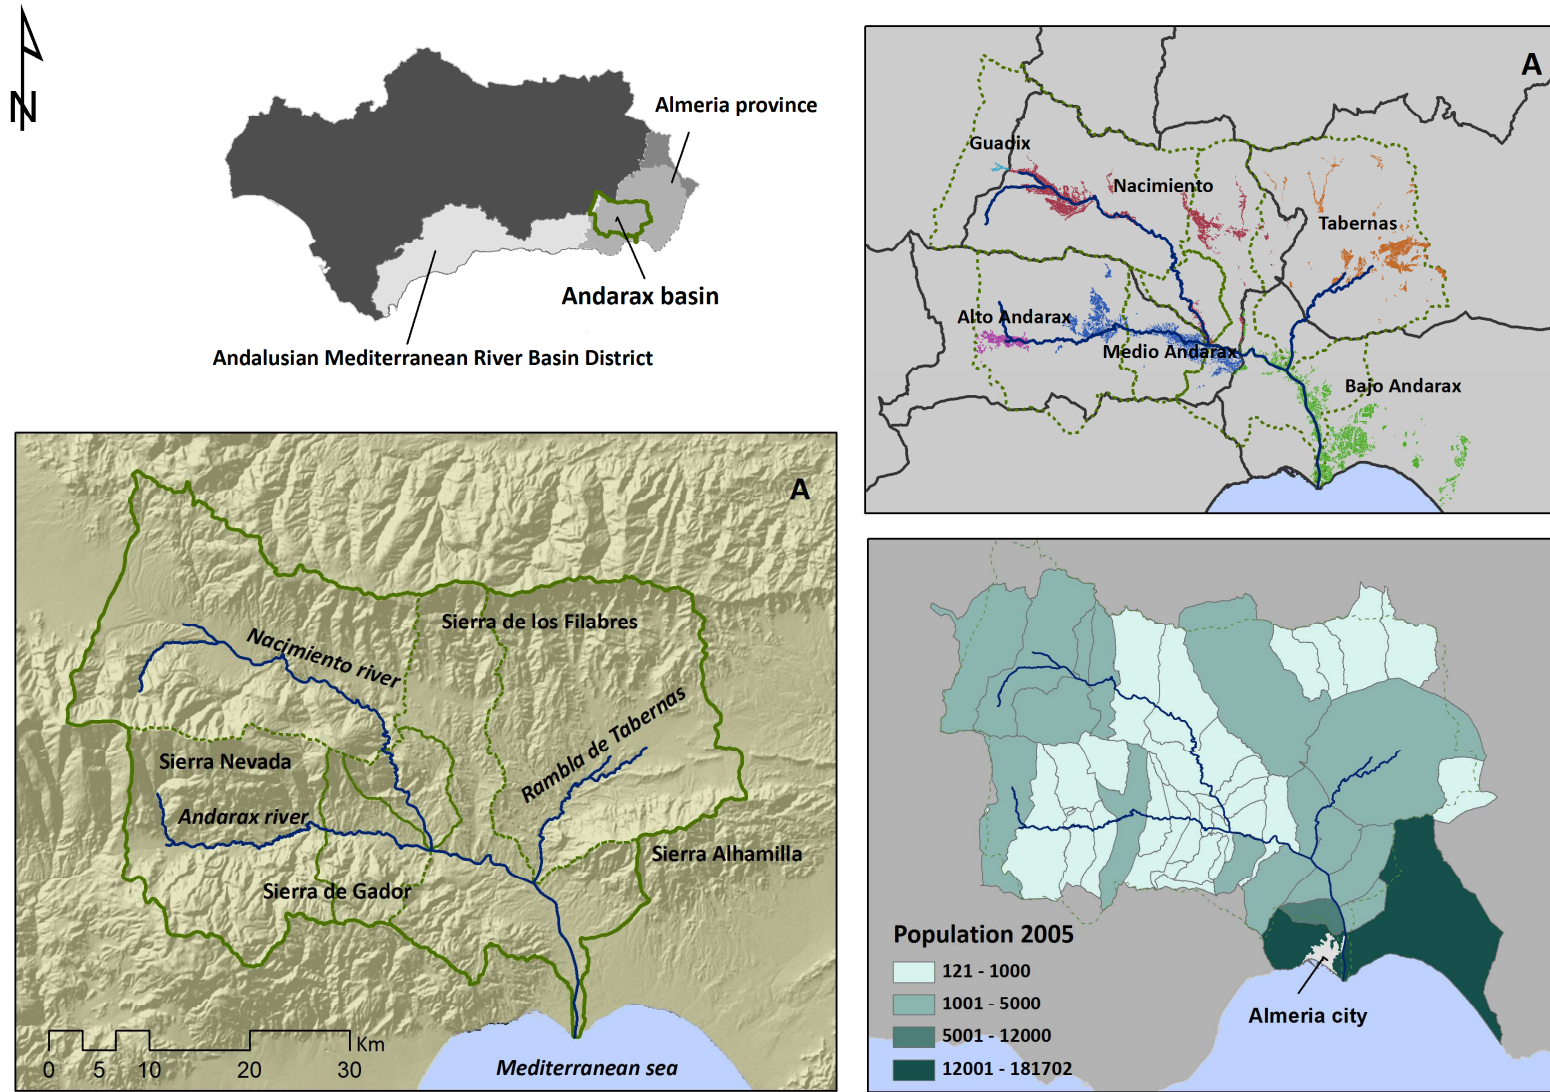 N
Almeria province
Andarax basin
Andalusian Mediterranean River Basin District
A
Guadix
Nacimiento
Tabernas
Alto Andarax
Medio Andarax
Bajo Andarax
A
Sierra de los Filabres
Nacimiento river
Rambla de Tabernas
Sierra Nevada
Andarax river
Sierra Alhamilla
Sierra de Gador
Km
0 5 10 20 30
Mediterranean sea
Population 2005
121 - 1000
1001 - 5000
5001 - 12000
12001 - 181702
Almeria city